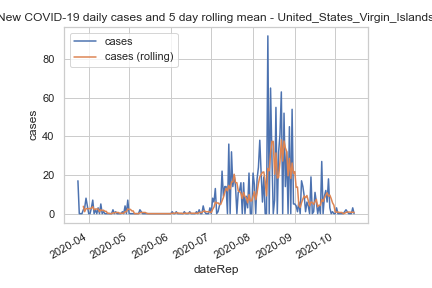 New COVID-19 daily cases and 5 day rolling mean - United_States_Virgin_Islands
cases
cases (rolling)
80
60
40
20
0
cases
2020-04
2020-05
2020-06
2020-07
2020-08
2020-09
2020-10
dateRep